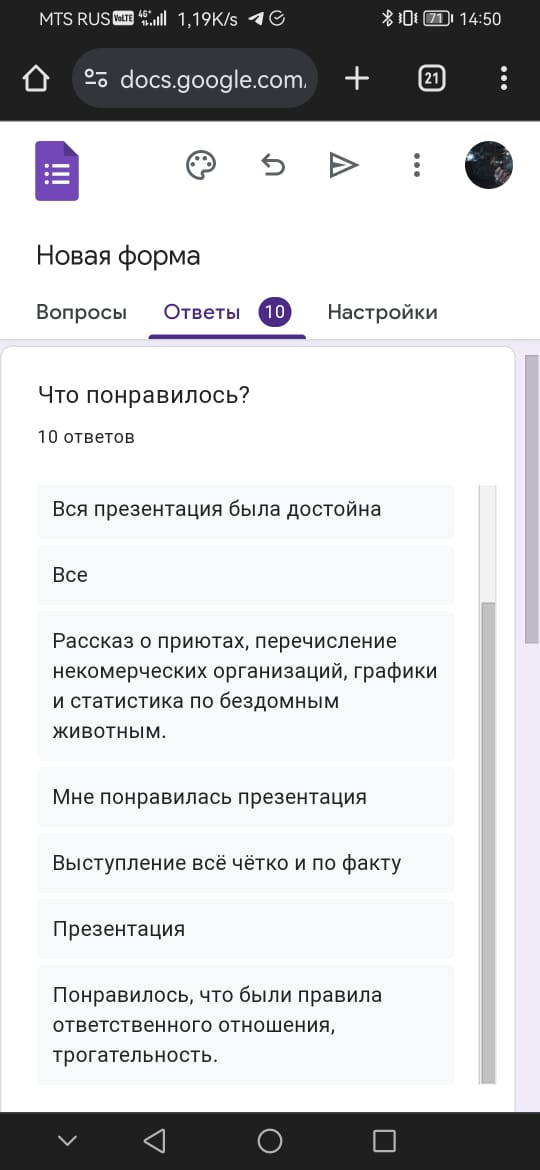 MTS RUS VoLTE 4G+ 1,19K/s 71 14:50
docs.google.com
21
Новая форма
Вопросы Ответы 10 Настройки
Что понравилось?
10 ответов
Вся презентация была достойна
Все
Рассказ о приютах, перечисление
некомерческих организаций, графики
и статистика по бездомным
животным.
Мне понравилась презентация
Выступление всё чётко и по факту
Презентация
Понравилось, что были правила
ответственного отношения,
трогательность.